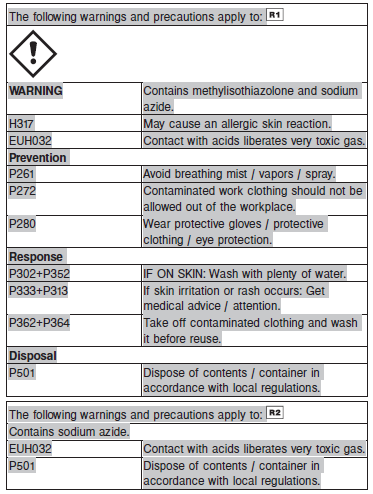 The following warnings and precautions apply to: R1
WARNING Contains methylisothiazolone and sodium
azide.
H317 May cause an allergic skin reaction.
EUH032 Contact with acids liberates very toxic gas.
Prevention
P261 Avoid breathing mist / vapors / spray.
P272 Contaminated work clothing should not be
allowed out of the workplace.
P280 Wear protective gloves / protective
clothing / eye protection.
Response
P302+P352 IF ON SKIN: Wash with plenty of water.
P333+P313 If skin irritation or rash occurs: Get
medical advice / attention.
P362+P364 Take off contaminated clothing and wash
it before reuse.
Disposal
P501 Dispose of contents / container in
accordance with local regulations.
The following warnings and precautions apply to: R2
Contains sodium azide.
EUH032 Contact with acids liberates very toxic gas.
P501 Dispose of contents / container in
accordance with local regulations.